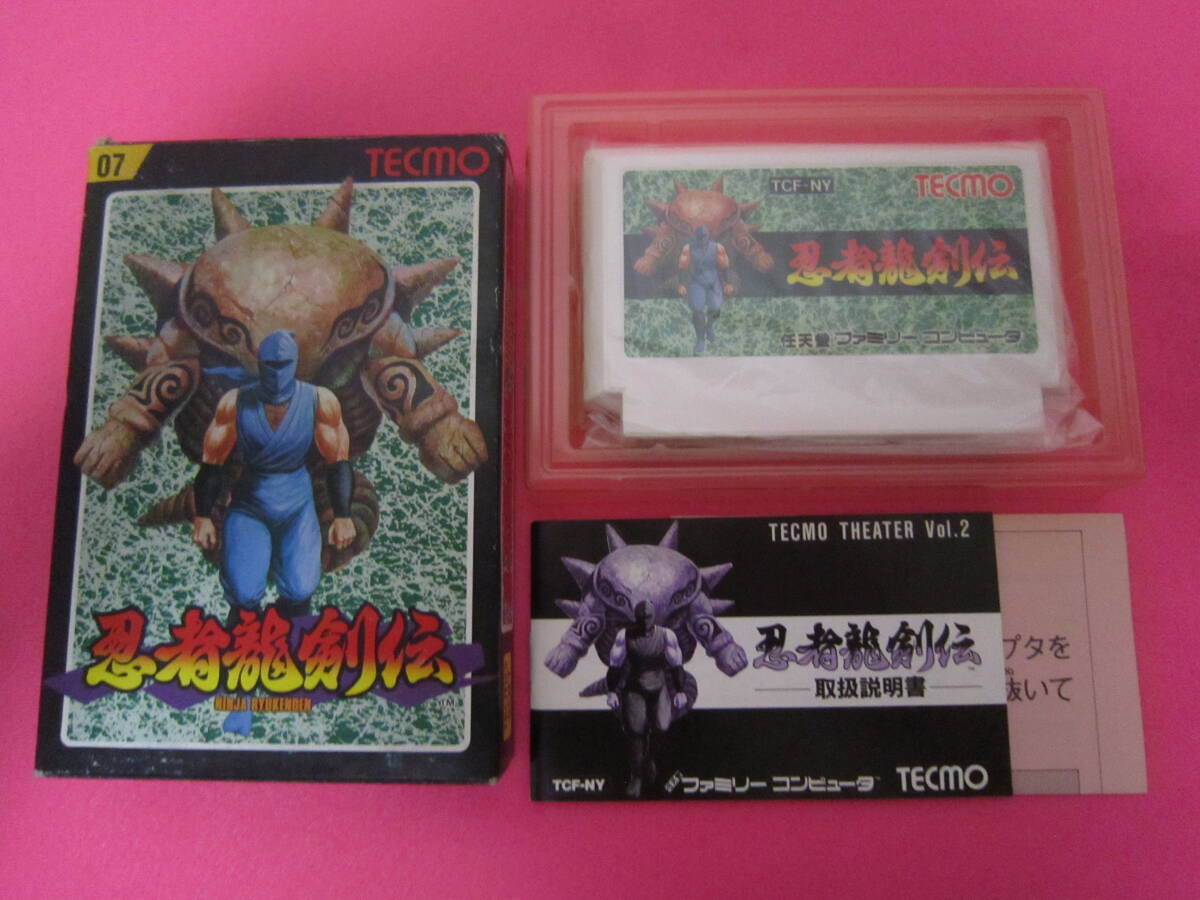 07
TECMO
忍者龍剣伝
NINJA RYUKENDEN
TM
TCF-NY
TECMO
忍者龍剣伝
任天堂 ファミリー コンピュータ
TECMO THEATER Vol.2
忍者龍剣伝
TM
取扱説明書
TCF-NY
ファミリー コンピュータ
TECMO
プタを
抜いて